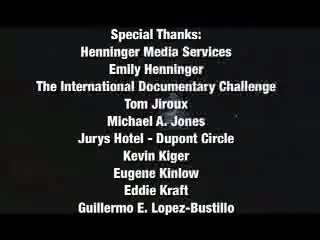 Special Thanks:
Henninger Media Services
Emily Henninger
The International Documentary Challenge
Tom Jiroux
Michael A. Jones
Jurys Hotel - Dupont Circle
Kevin Kiger
Eugene Kinlow
Eddie Kraft
Guillermo E. Lopez-Bustillo